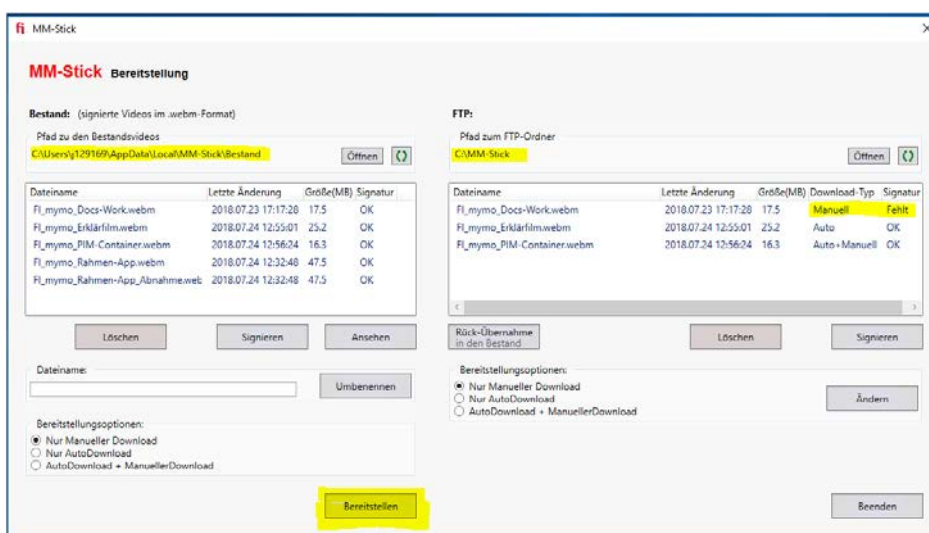 fi MM-Stick
MM-Stick Bereitstellung
Bestand: (signierte Videos im .webm-Format)
Pfad zu den Bestandsvideos
C:\Users\j129169\AppData\Local\MM-Stick\Bestand
Öffnen
Dateiname Letzte Änderung Größe(MB) Signatur
FI_mymo_Docs-Work.webm 2018.07.23 17:17:28 17.5 OK
FI_mymo_Erklärfilm.webm 2018.07.24 12:55:01 25.2 OK
FI_mymo_PIM-Container.webm 2018.07.24 12:56:24 16.3 OK
FI_mymo_Rahmen-App.webm 2018.07.24 12:32:48 47.5 OK
FI_mymo_Rahmen-App_Abnahme.wet 2018.07.24 12:32:48 47.5 OK
Löschen
Signieren
Ansehen
Dateiname:
Umbenennen
Bereitstellungsoptionen:
Nur Manueller Download
Nur AutoDownload
AutoDownload + ManuellerDownload
Bereitstellen
FTP:
Pfad zum FTP-Ordner
C:\MM-Stick
Öffnen
Dateiname Letzte Änderung Größe(MB) Download-Typ Signatur
FI_mymo_Docs-Work.webm 2018.07.23 17:17:28 17.5 Manuell Fehlt
FI_mymo_Erklärfilm.webm 2018.07.24 12:55:01 25.2 Auto OK
FI_mymo_PIM-Container.webm 2018.07.24 12:56:24 16.3 Auto+Manuell OK
Rück-Übernahme
in den Bestand
Löschen
Signieren
Bereitstellungsoptionen:
Nur Manueller Download
Nur AutoDownload
AutoDownload + ManuellerDownload
Ändern
Beenden